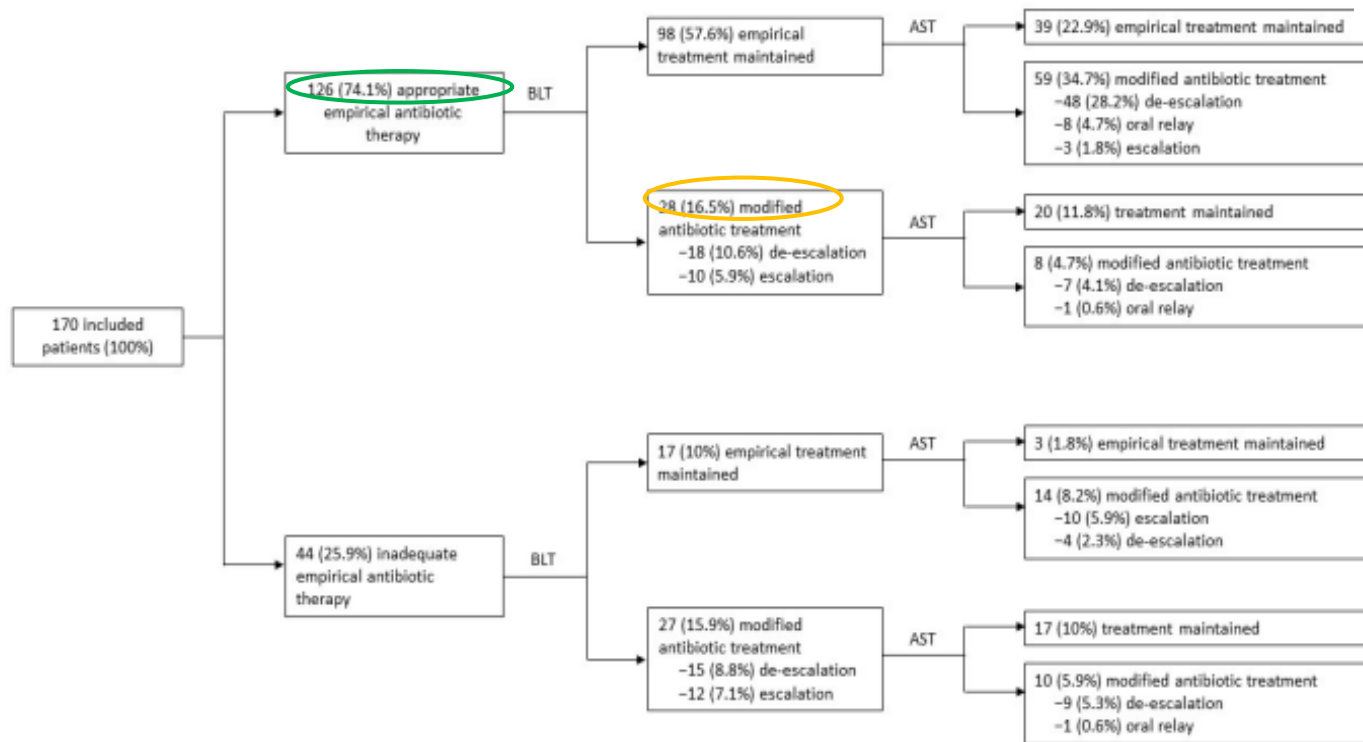 170 included
patients (100%)
126 (74.1%) appropriate
empirical antibiotic
therapy
BLT
98 (57.6%) empirical
treatment maintained
AST
39 (22.9%) empirical treatment maintained
59 (34.7%) modified antibiotic treatment
−48 (28.2%) de-escalation
−8 (4.7%) oral relay
−3 (1.8%) escalation
28 (16.5%) modified
antibiotic treatment
−18 (10.6%) de-escalation
−10 (5.9%) escalation
AST
20 (11.8%) treatment maintained
8 (4.7%) modified antibiotic treatment
−7 (4.1%) de-escalation
−1 (0.6%) oral relay
44 (25.9%) inadequate
empirical antibiotic
therapy
BLT
17 (10%) empirical treatment
maintained
AST
3 (1.8%) empirical treatment maintained
14 (8.2%) modified antibiotic treatment
−10 (5.9%) escalation
−4 (2.3%) de-escalation
27 (15.9%) modified
antibiotic treatment
−15 (8.8%) de-escalation
−12 (7.1%) escalation
AST
17 (10%) treatment maintained
10 (5.9%) modified antibiotic treatment
−9 (5.3%) de-escalation
−1 (0.6%) oral relay